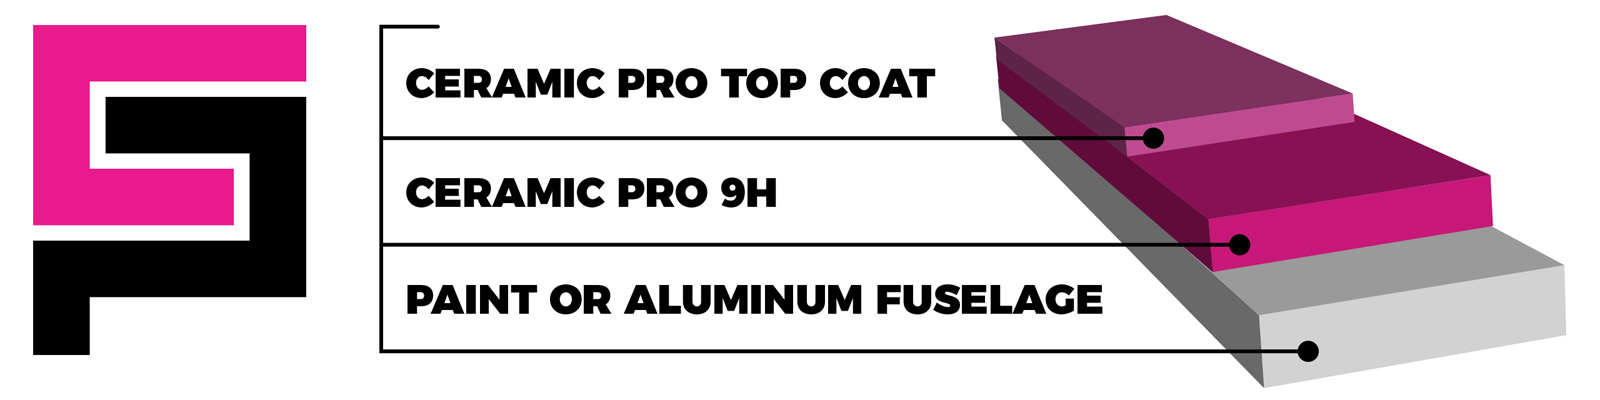 CERAMIC PRO TOP COAT
CERAMIC PRO 9H
PAINT OR ALUMINUM FUSELAGE